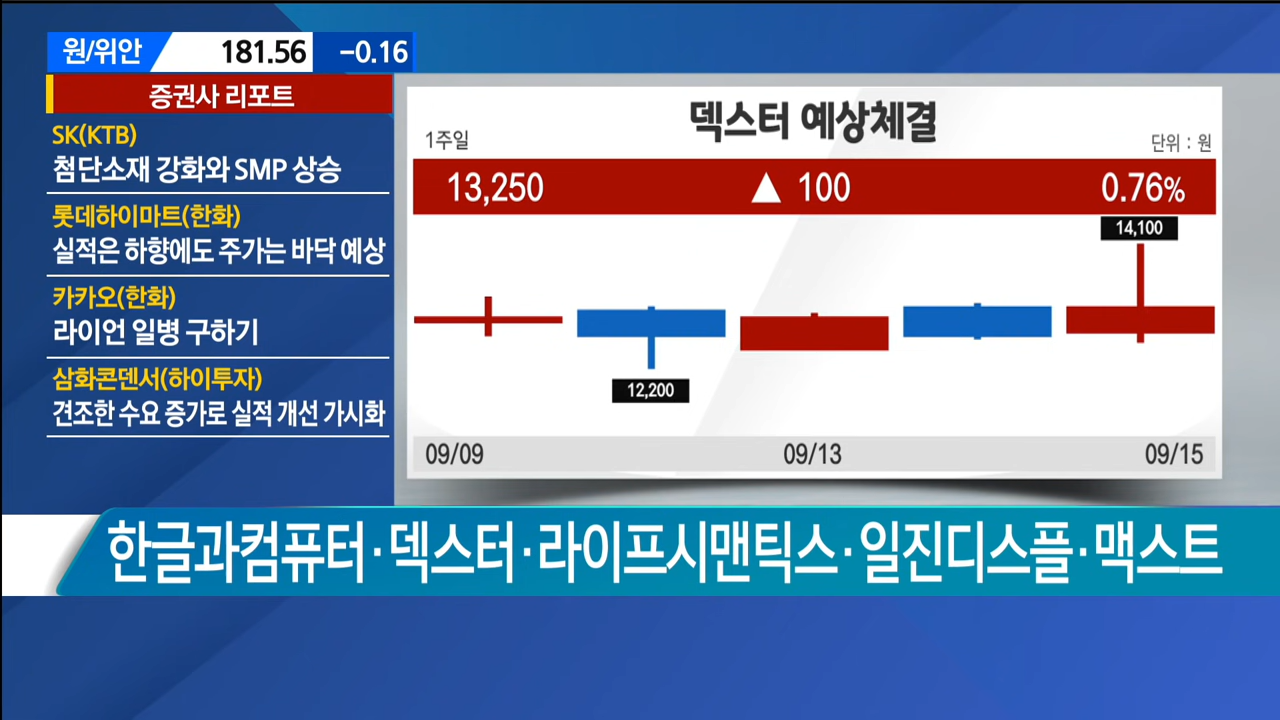 원/위안 181.56 -0.16
증권사 리포트
SK(KTB)
첨단소재 강화와 SMP 상승
롯데하이마트(한화)
실적은 하향에도 주가는 바닥 예상
카카오(한화)
라이언 일병 구하기
삼화콘덴서(하이투자)
견조한 수요 증가로 실적 개선 가시화
덱스터 예상체결
1주일 단위 : 원
13,250 ▲ 100 0.76%
14,100
12,200
09/09 09/13 09/15
한글과컴퓨터·덱스터·라이프시맨틱스·일진디스플·맥스트